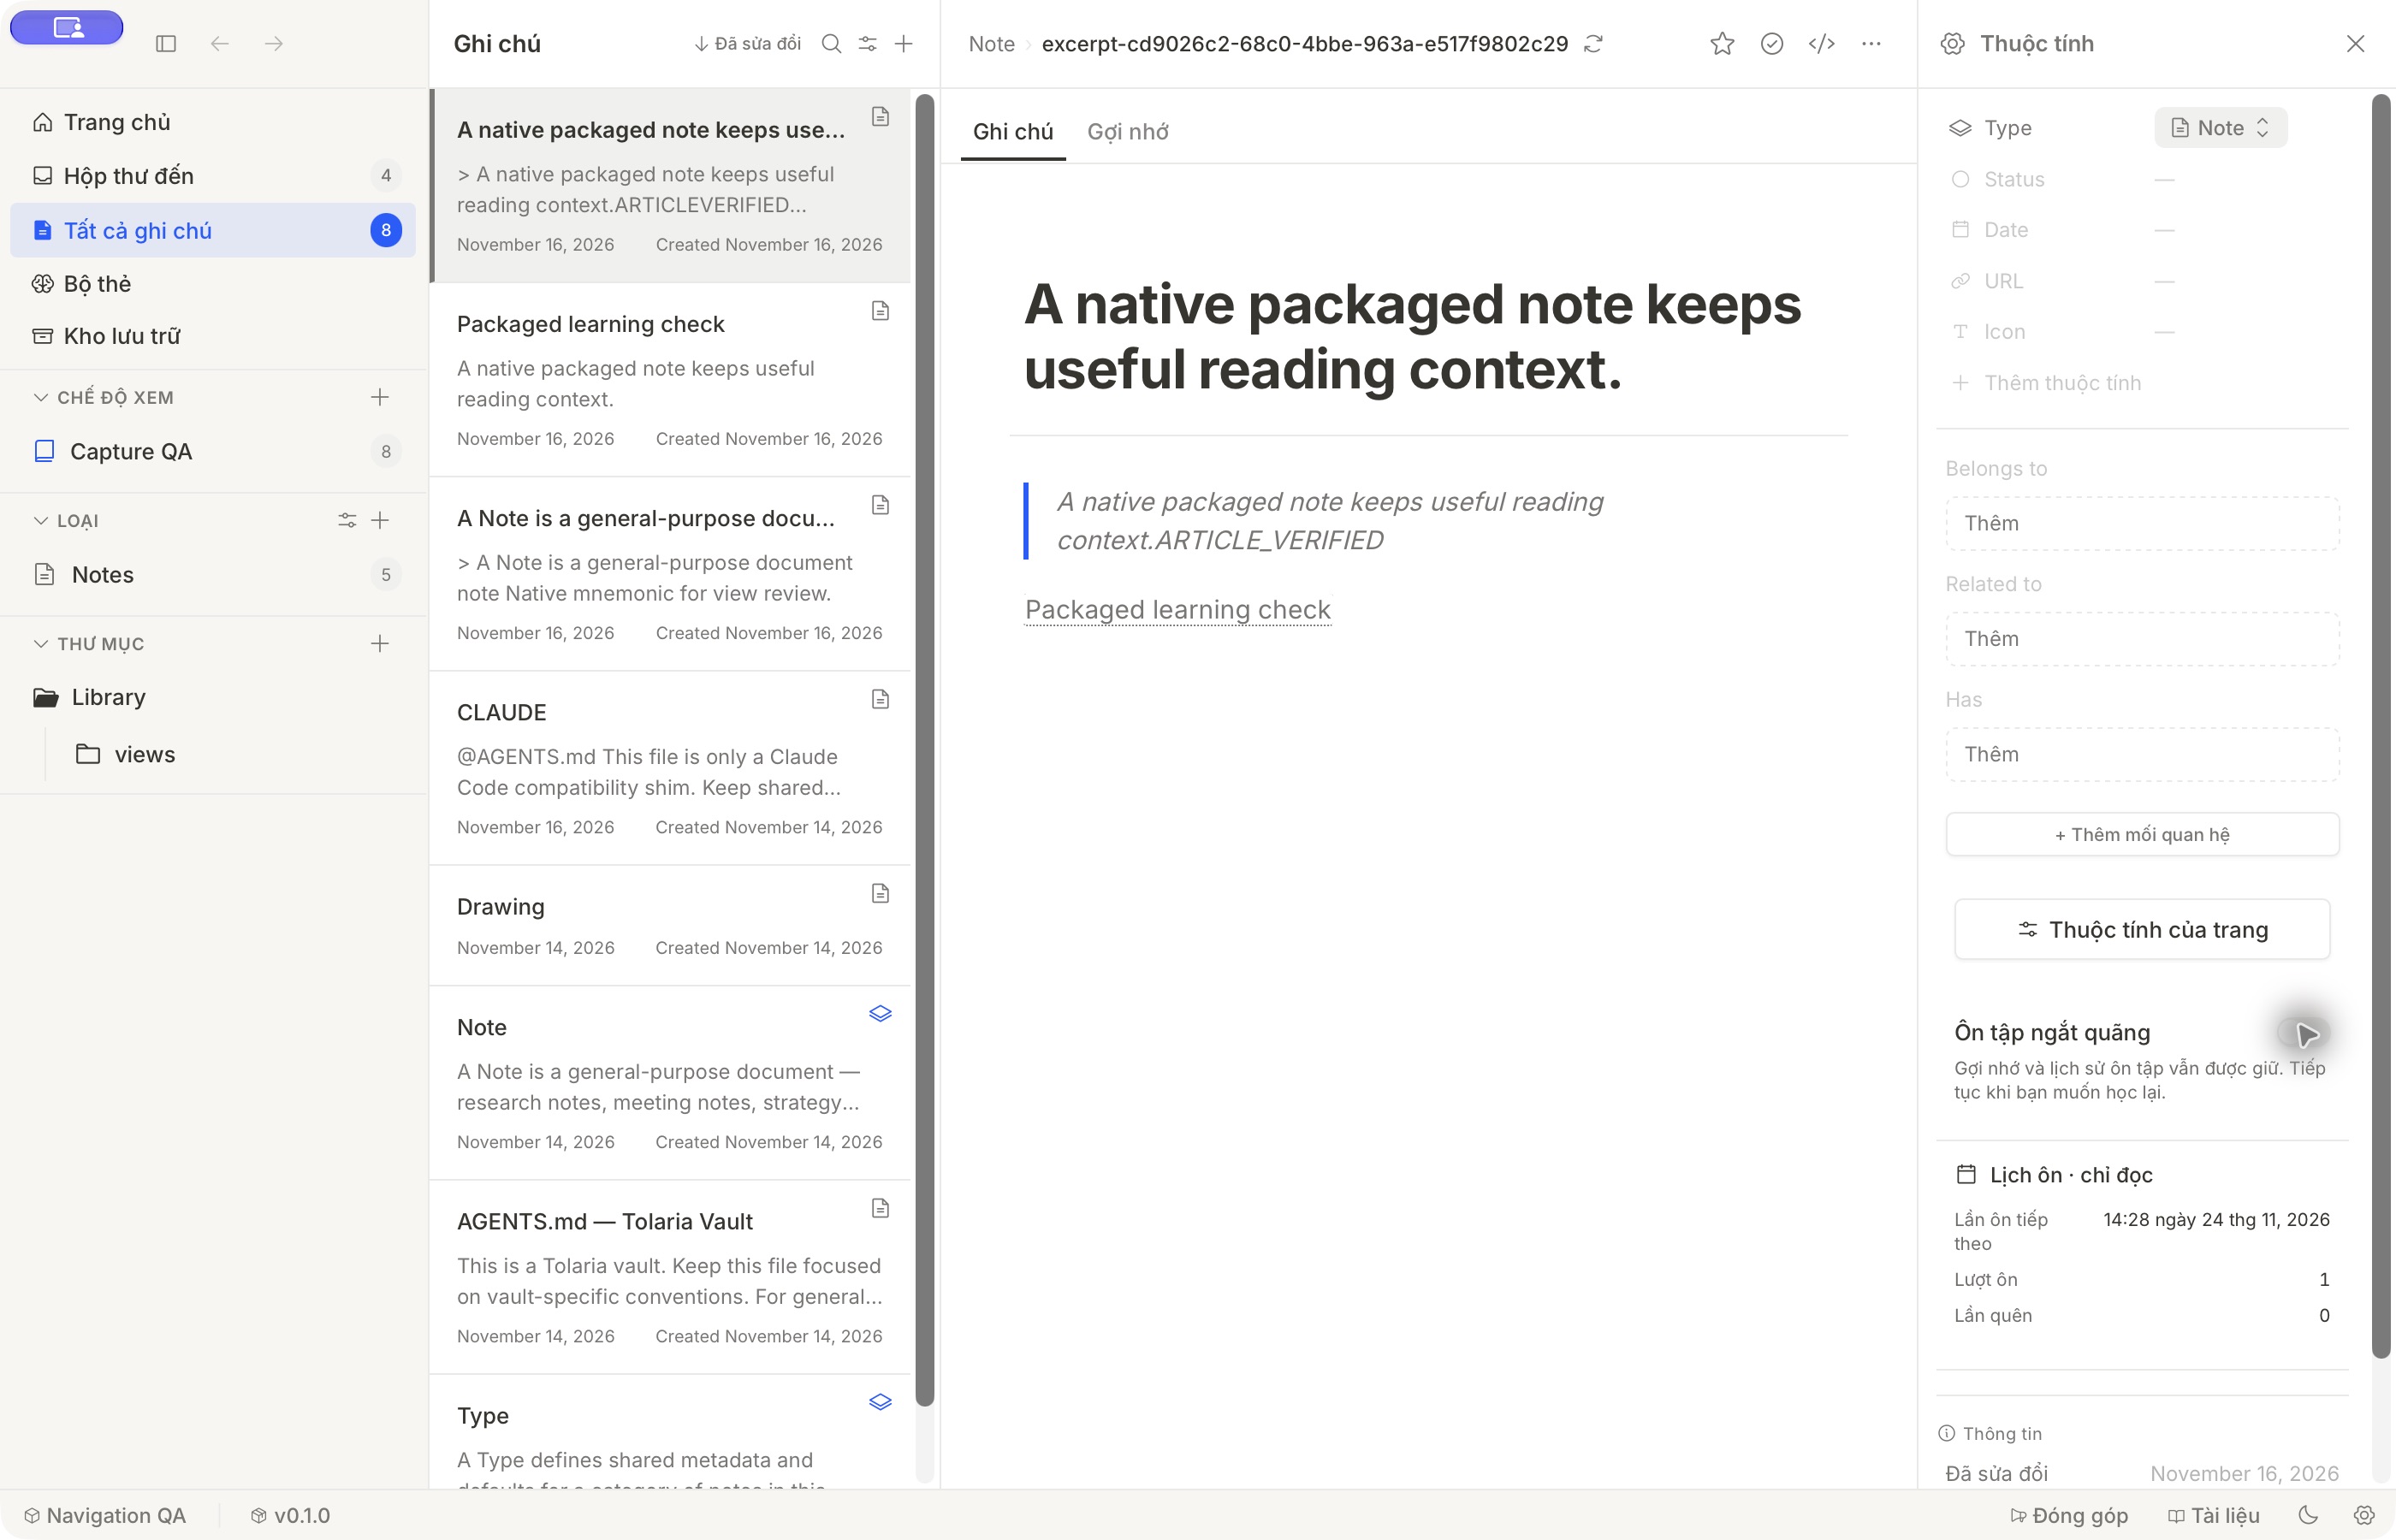 Trang chủ
Hộp thư đến 4
Tất cả ghi chú 8
Bộ thẻ
Kho lưu trữ
CHẾ ĐỘ XEM
Capture QA 8
LOẠI
Notes 5
THƯ MỤC
Library
views
Ghi chú
Đã sửa đổi
A native packaged note keeps use...
> A native packaged note keeps useful
reading context.ARTICLEVERIFIED...
November 16, 2026 Created November 16, 2026
Packaged learning check
A native packaged note keeps useful
reading context.
November 16, 2026 Created November 16, 2026
A Note is a general-purpose docu...
> A Note is a general-purpose document
note Native mnemonic for view review.
November 16, 2026 Created November 16, 2026
CLAUDE
@AGENTS.md This file is only a Claude
Code compatibility shim. Keep shared...
November 16, 2026 Created November 14, 2026
Drawing
November 14, 2026 Created November 14, 2026
Note
A Note is a general-purpose document —
research notes, meeting notes, strategy...
November 14, 2026 Created November 14, 2026
AGENTS.md — Tolaria Vault
This is a Tolaria vault. Keep this file focused
on vault-specific conventions. For general...
November 14, 2026 Created November 14, 2026
Type
A Type defines shared metadata and
defaults for a category of notes in this
Note › excerpt-cd9026c2-68c0-4bbe-963a-e517f9802c29
Ghi chú Gợi nhớ
A native packaged note keeps
useful reading context.
A native packaged note keeps useful reading
context.ARTICLE_VERIFIED
Packaged learning check
Thuộc tính
Type Note
Status —
Date —
URL —
Icon —
Thêm thuộc tính
Belongs to
Thêm
Related to
Thêm
Has
Thêm
+ Thêm mối quan hệ
Thuộc tính của trang
Ôn tập ngắt quãng
Gợi nhớ và lịch sử ôn tập vẫn được giữ. Tiếp
tục khi bạn muốn học lại.
Lịch ôn · chỉ đọc
Lần ôn tiếp 14:28 ngày 24 thg 11, 2026
theo
Lượt ôn 1
Lần quên 0
Thông tin
Đã sửa đổi November 16, 2026
Navigation QA v0.1.0
Đóng góp Tài liệu